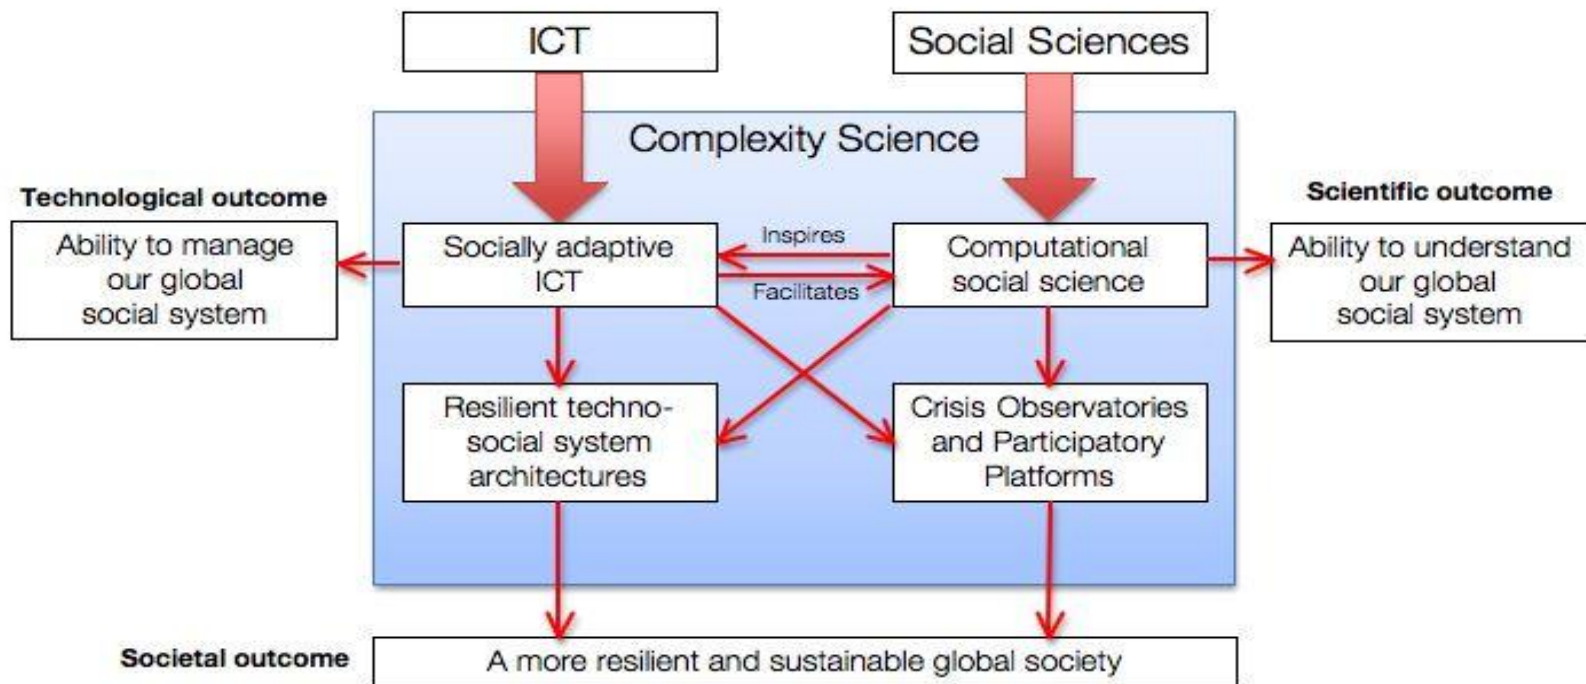 ICT
Social Sciences
Complexity Science
Technological outcome
Ability to manage
our global
social system
Socially adaptive
ICT
Inspires
Facilitates
Computational
social science
Scientific outcome
Ability to understand
our global
social system
Resilient techno-
social system
architectures
Crisis Observatories
and Participatory
Platforms
Societal outcome
A more resilient and sustainable global society